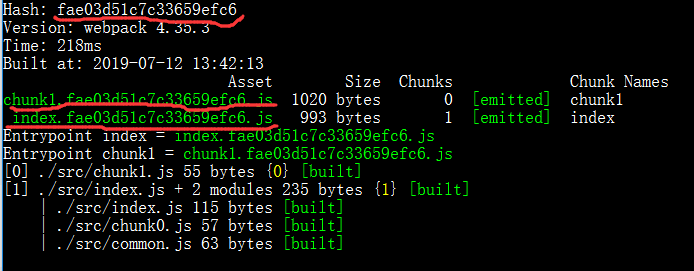 Hash: fae03d51c7c33659efc6
Version: webpack 4.35.3
Time: 218ms
Built at: 2019-07-12 13:42:13
Asset Size Chunks Chunk Names
chunk1.fae03d51c7c33659efc6.js 1020 bytes 0 [emitted] chunk1
index.fae03d51c7c33659efc6.js 993 bytes 1 [emitted] index
Entrypoint index = index.fae03d51c7c33659efc6.js
Entrypoint chunk1 = chunk1.fae03d51c7c33659efc6.js
[0] ./src/chunk1.js 55 bytes {0} [built]
[1] ./src/index.js + 2 modules 235 bytes {1} [built]
| ./src/index.js 115 bytes [built]
| ./src/chunk0.js 57 bytes [built]
| ./src/common.js 63 bytes [built]